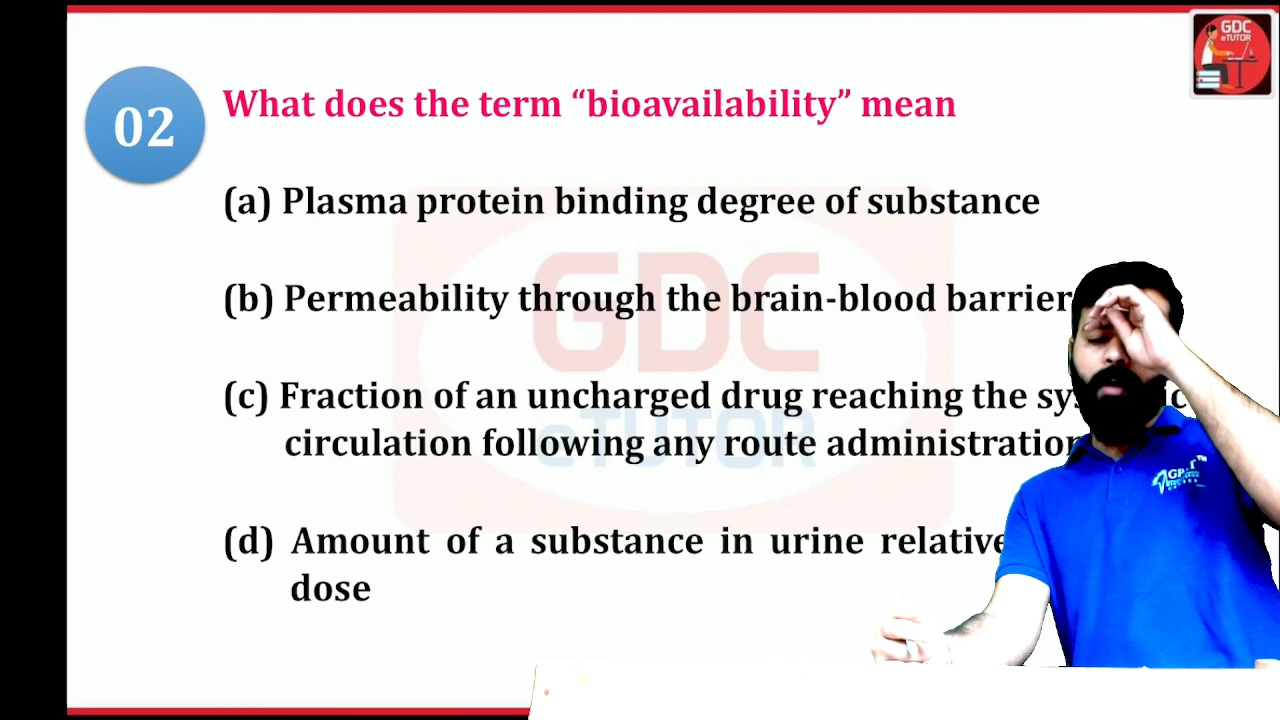 GDC
eTUTOR
02
What does the term “bioavailability” mean
(a) Plasma protein binding degree of substance
(b) Permeability through the brain-blood barrier
(c) Fraction of an uncharged drug reaching the
circulation following any route administration
(d) Amount of a substance in urine relative
dose
GDC
eTUTOR